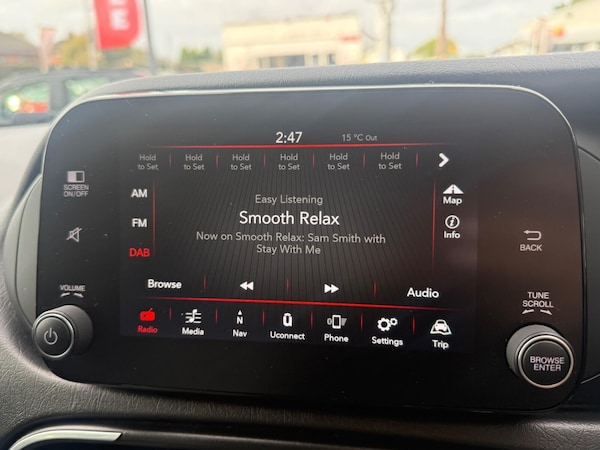 2:47 15 °C Out
Hold to Set Hold to Set Hold to Set Hold to Set Hold to Set Hold to Set
SCREEN
ON/OFF
AM
FM
DAB
Easy Listening
Smooth Relax
Now on Smooth Relax: Sam Smith with
Stay With Me
Map
Info
BACK
Browse
Audio
VOLUME
TUNE
SCROLL
BROWSE
ENTER
Radio
Media
N
Nav
Uconnect
Phone
Settings
Trip